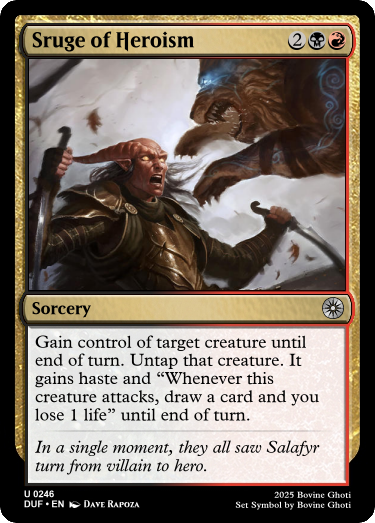 Sruge of Heroism 2
Sorcery
Gain control of target creature until
end of turn. Untap that creature. It
gains haste and “Whenever this
creature attacks, draw a card and you
lose 1 life” until end of turn.
In a single moment, they all saw Salafyr
turn from villain to hero.
U 0246
DUF • EN Dave Rapoza
2025 Bovine Ghoti
Set Symbol by Bovine Ghoti